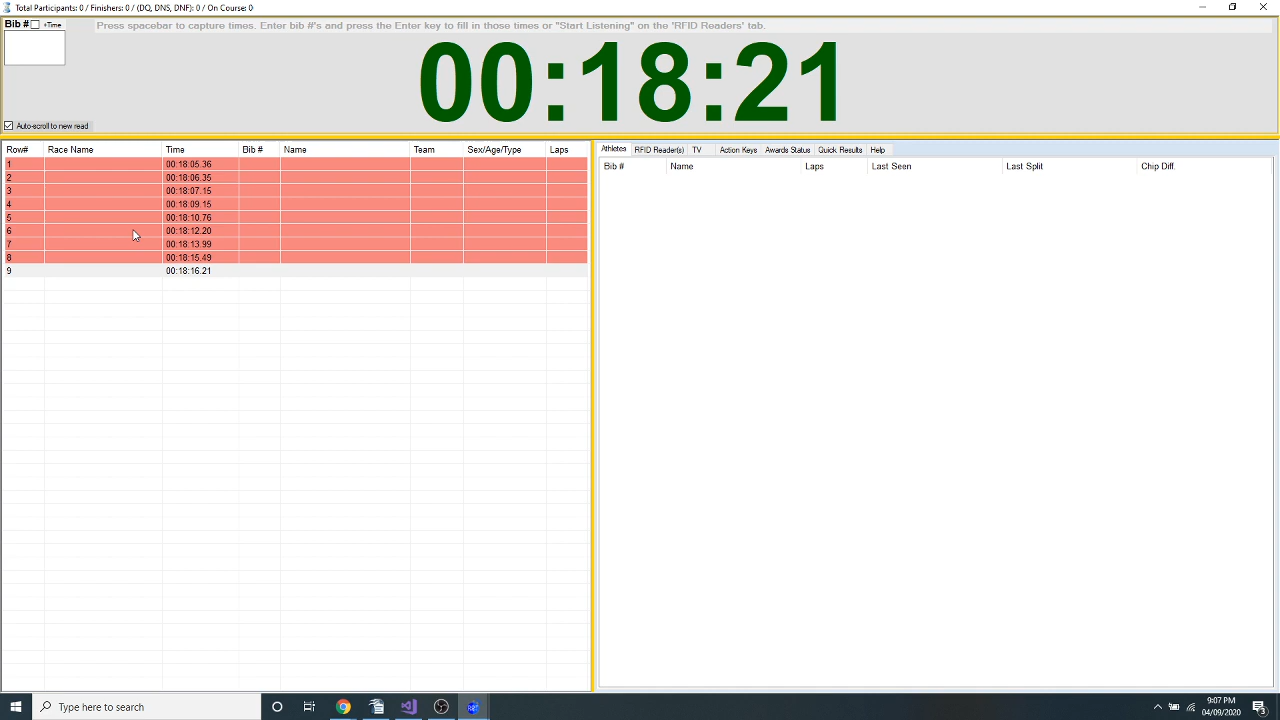 Total Participants: 0 / Finishers: 0 / (DQ, DNS, DNF): 0 / On Course 0
Bib # +Time
Press spacebar to capture times. Enter bib #'s and press the Enter key to fill in those times or "Start Listening" on the 'RFID Readers' tab.
00:18:21
Auto-scroll to new read
Row# Race Name Time Bib # Name Team Sex/Age/Type Laps
1 00:18:05.36
2 00:18:06.35
3 00:18:07.15
4 00:18:09.15
5 00:18:10.76
6 00:18:12.20
7 00:18:13.99
8 00:18:15.49
9 00:18:16.21
Athletes RFID Reader(s) TV Action Keys Awards Status Quick Results Help
Bib # Name Laps Last Seen Last Split Chip Diff.
Type here to search
9:07 PM
04/09/2020
3